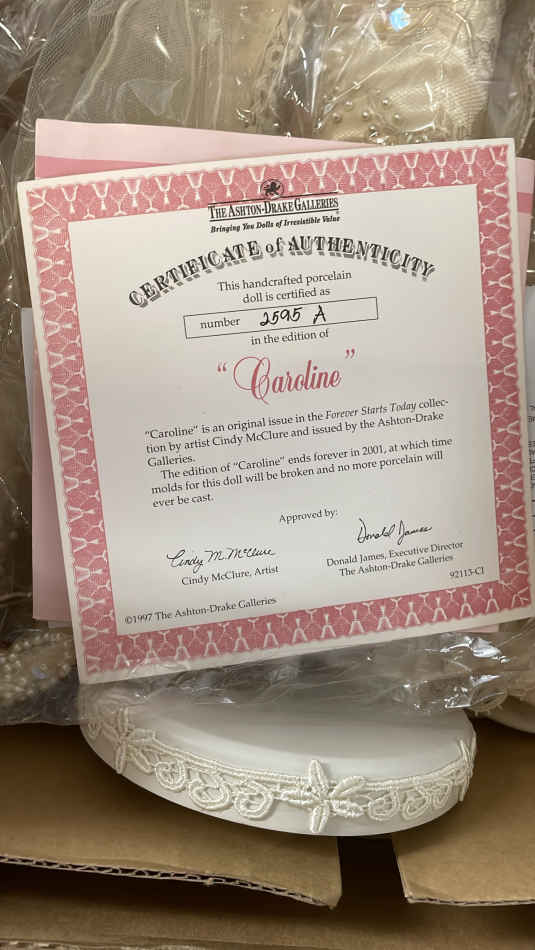 THE ASHTON-DRAKE GALLERIES
Bringing You Dolls of Irresistible Value
CERTIFICATE of AUTHENTICITY
This handcrafted porcelain
doll is certified as
number 2595 A
in the edition of
“Caroline”
“Caroline” is an original issue in the Forever Starts Today collec-
tion by artist Cindy McClure and issued by the Ashton-Drake
Galleries.
The edition of “Caroline” ends forever in 2001, at which time
molds for this doll will be broken and no more porcelain will
ever be cast.
Approved by:
Cindy M. McClure
Donald James
Cindy McClure, Artist
Donald James, Executive Director
The Ashton-Drake Galleries
92113-CI
©1997 The Ashton-Drake Galleries